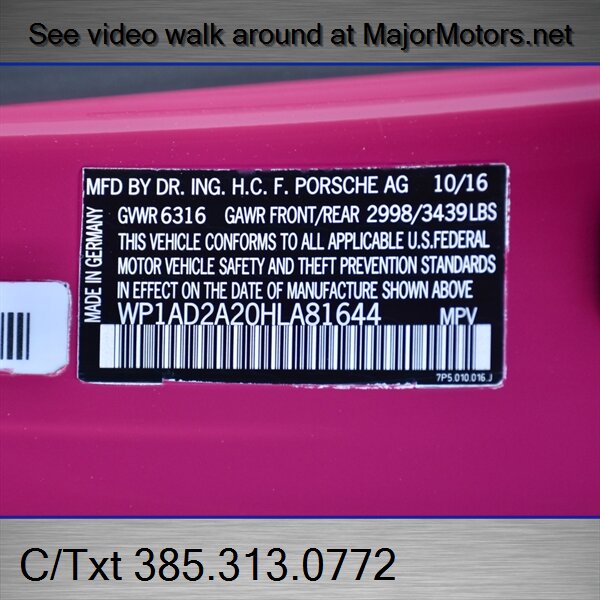 See video walk around at MajorMotors.net
MFD BY DR. ING. H.C. F. PORSCHE AG 10/16
GVWR 6316 GAWR FRONT/REAR 2998/3439LBS
THIS VEHICLE CONFORMS TO ALL APPLICABLE U.S.FEDERAL
MOTOR VEHICLE SAFETY AND THEFT PREVENTION STANDARDS
IN EFFECT ON THE DATE OF MANUFACTURE SHOWN ABOVE
WP1AD2A20HLA81644 MPV
MADE IN GERMANY
7P5.010.016.J
C/Txt 385.313.0772